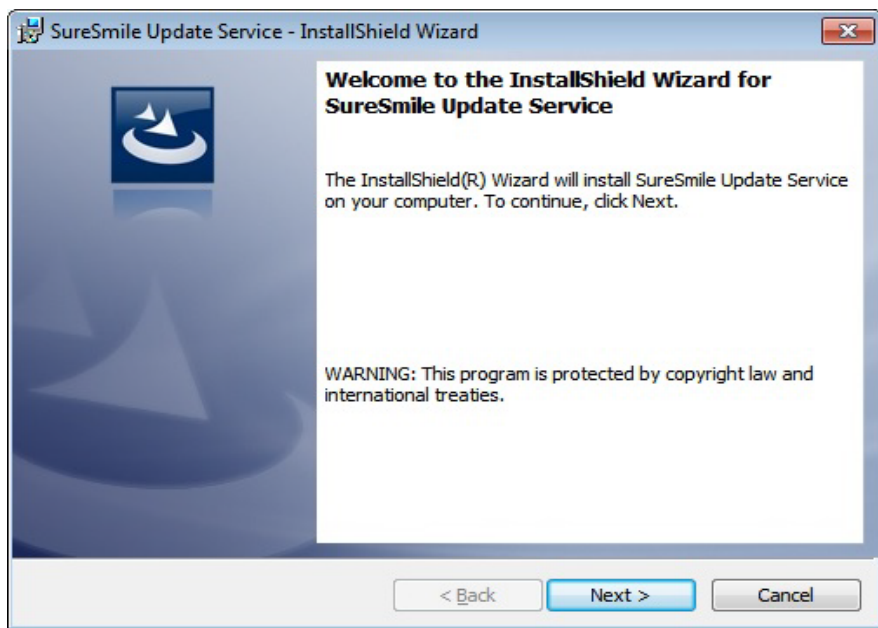 SureSmile Update Service - InstallShield Wizard
Welcome to the InstallShield Wizard for
SureSmile Update Service
The InstallShield(R) Wizard will install SureSmile Update Service
on your computer. To continue, click Next.
WARNING: This program is protected by copyright law and
international treaties.
< Back
Next >
Cancel